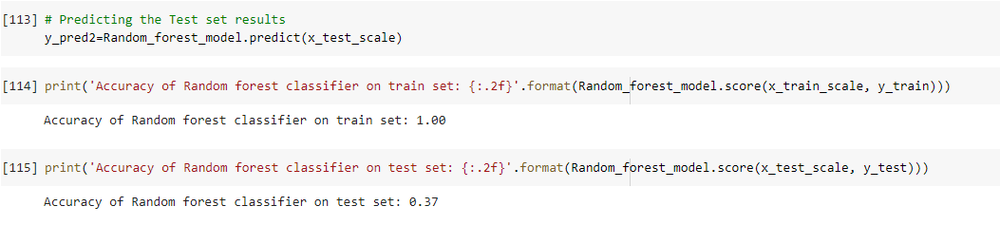 [113] # Predicting the Test set results
y_pred2=Random_forest_model.predict(x_test_scale)
[114] print('Accuracy of Random forest classifier on train set: {:.2f}'.format(Random_forest_model.score(x_train_scale, y_train)))
Accuracy of Random forest classifier on train set: 1.00
[115] print('Accuracy of Random forest classifier on test set: {:.2f}'.format(Random_forest_model.score(x_test_scale, y_test)))
Accuracy of Random forest classifier on test set: 0.37